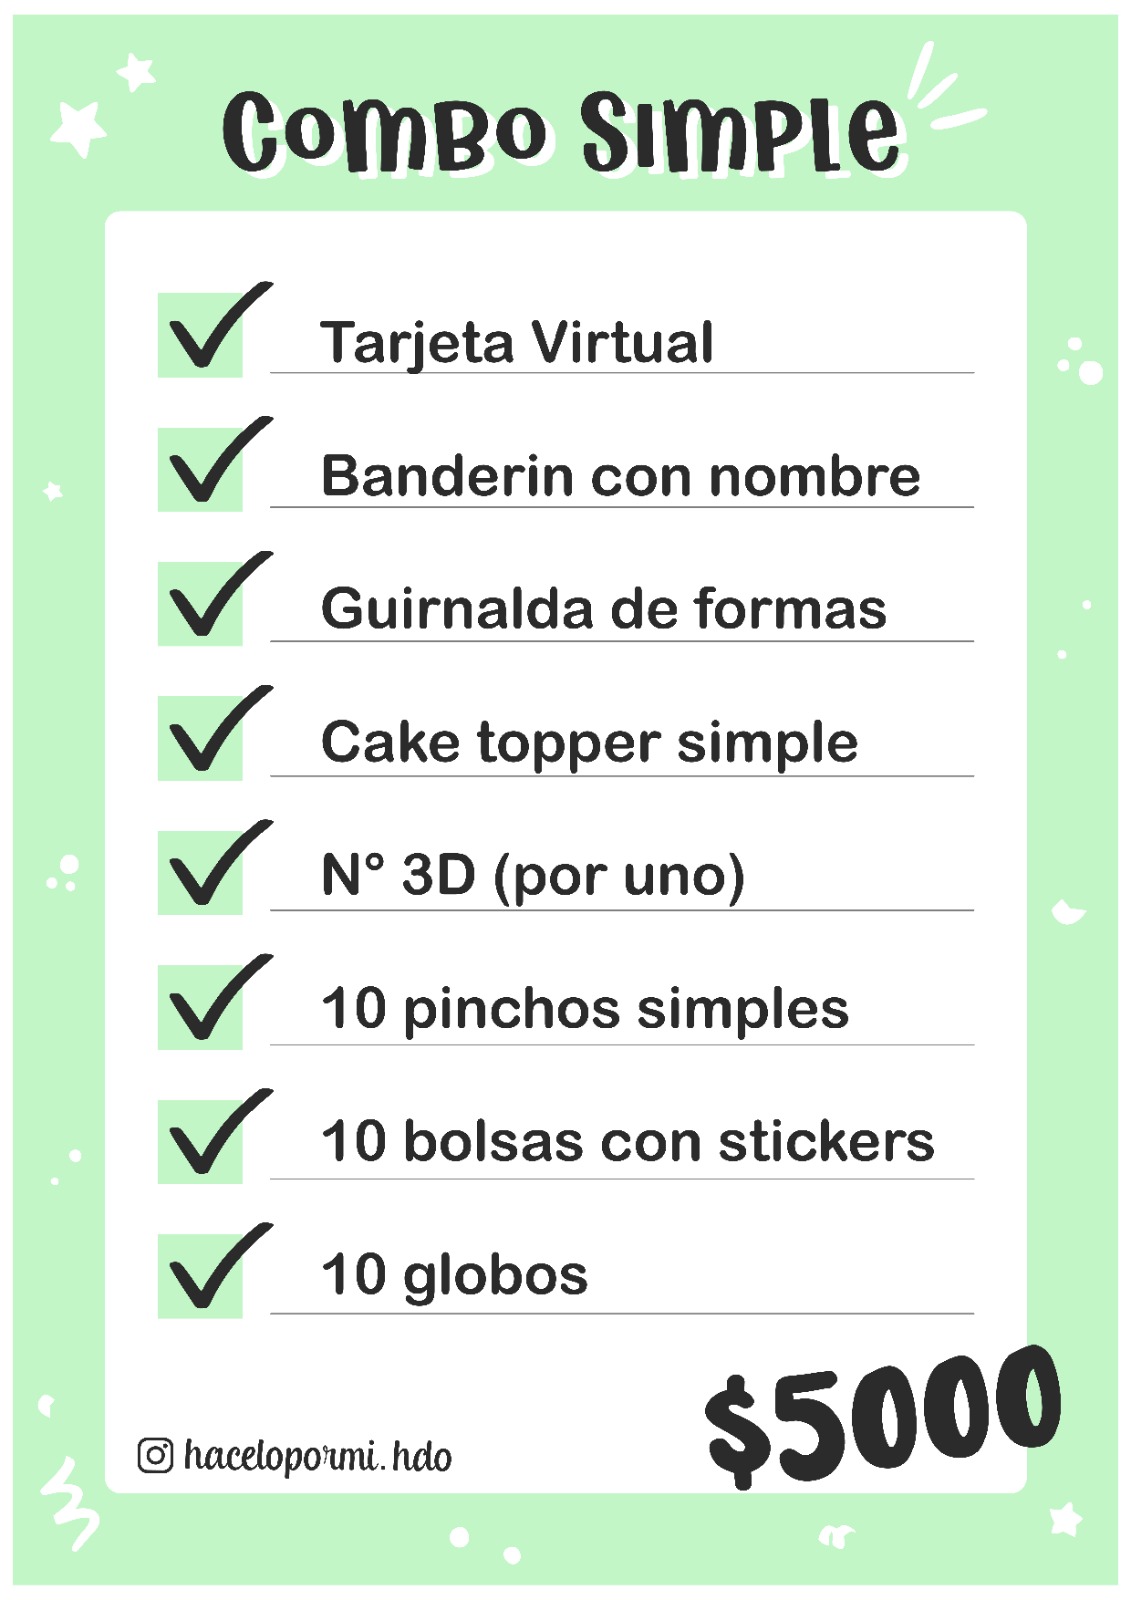 Combo Simple
Tarjeta Virtual
Banderin con nombre
Guirnalda de formas
Cake topper simple
N° 3D (por uno)
10 pinchos simples
10 bolsas con stickers
10 globos
$5000
hacelopormi.hdo